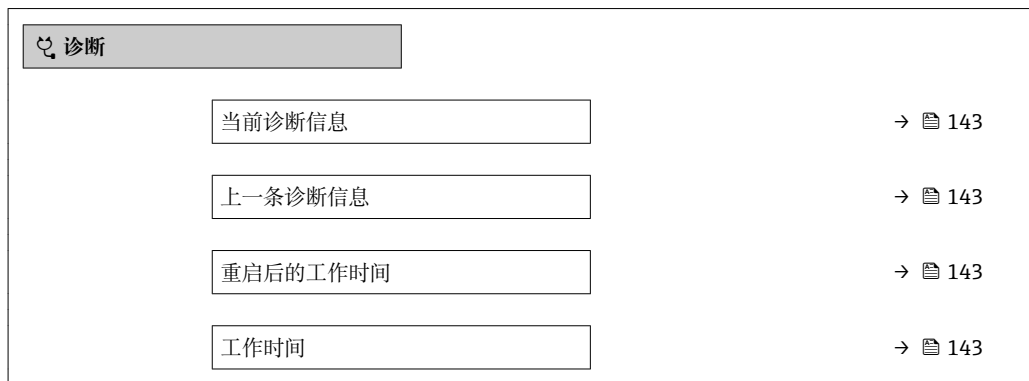 诊断
当前诊断信息 → 143
上一条诊断信息 → 143
重启后的工作时间 → 143
工作时间 → 143